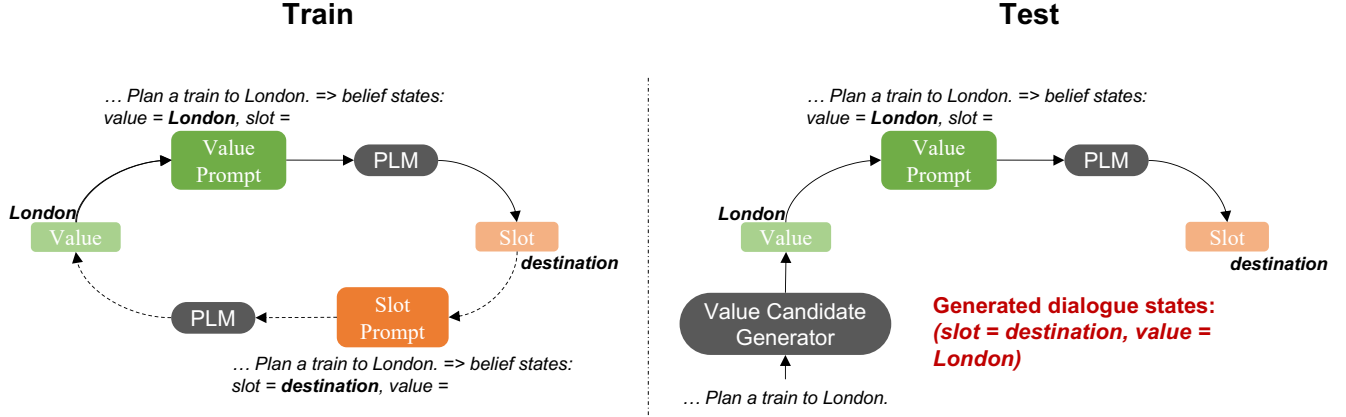 Train
… Plan a train to London. => belief states:
value = London, slot =
Value
Prompt
PLM
London
Value
Slot
destination
PLM
Slot
Prompt
… Plan a train to London. => belief states:
slot = destination, value =
Test
… Plan a train to London. => belief states:
value = London, slot =
Value
Prompt
PLM
London
Value
Slot
destination
Value Candidate
Generator
… Plan a train to London.
Generated dialogue states:
(slot = destination, value =
London)